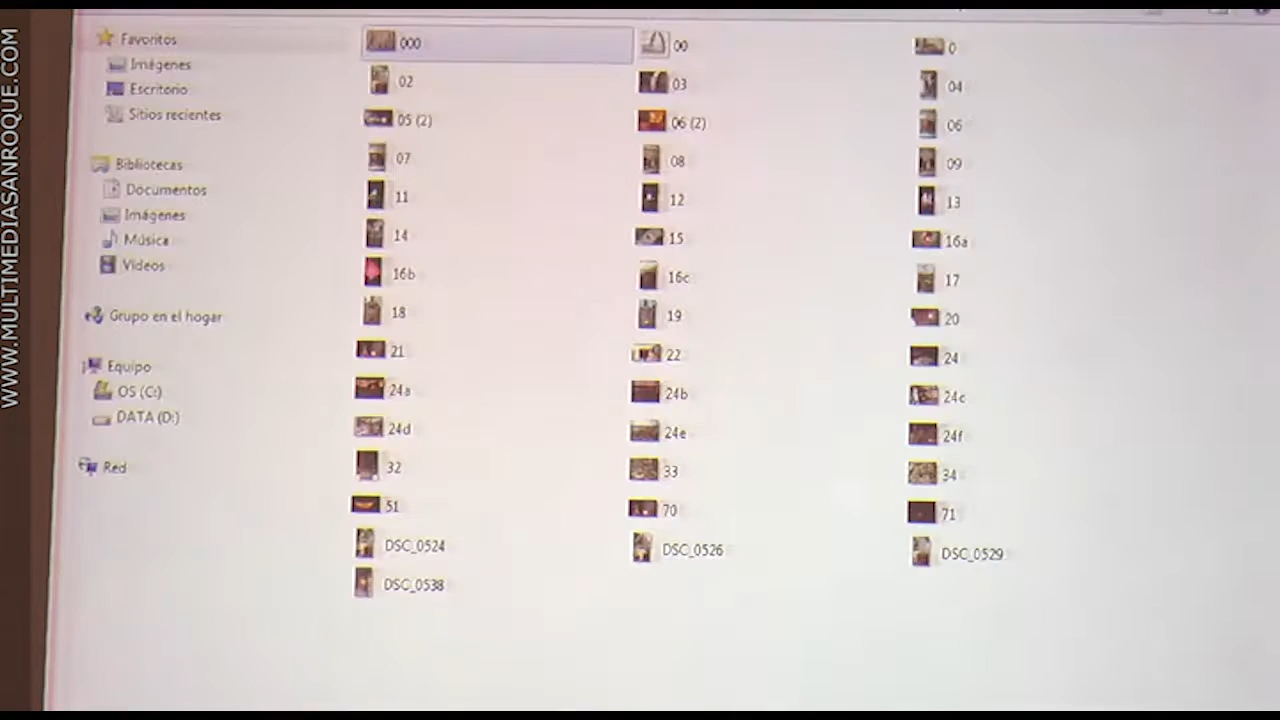 WWW.MULTIMEDIASANROQUE.COM
Favoritos
Imágenes
Escritorio
Sitios recientes
Bibliotecas
Documentos
Imágenes
Música
Vídeos
Grupo en el hogar
Equipo
OS (C:)
DATA (D:)
Red
000 00 0
02 03 04
05 (2) 06 (2) 06
07 08 09
11 12 13
14 15 16a
16b 16c 17
18 19 20
21 22 24
24a 24b 24c
24d 24e 24f
32 33 34
51 70 71
DSC_0524 DSC_0526 DSC_0529
DSC_0538